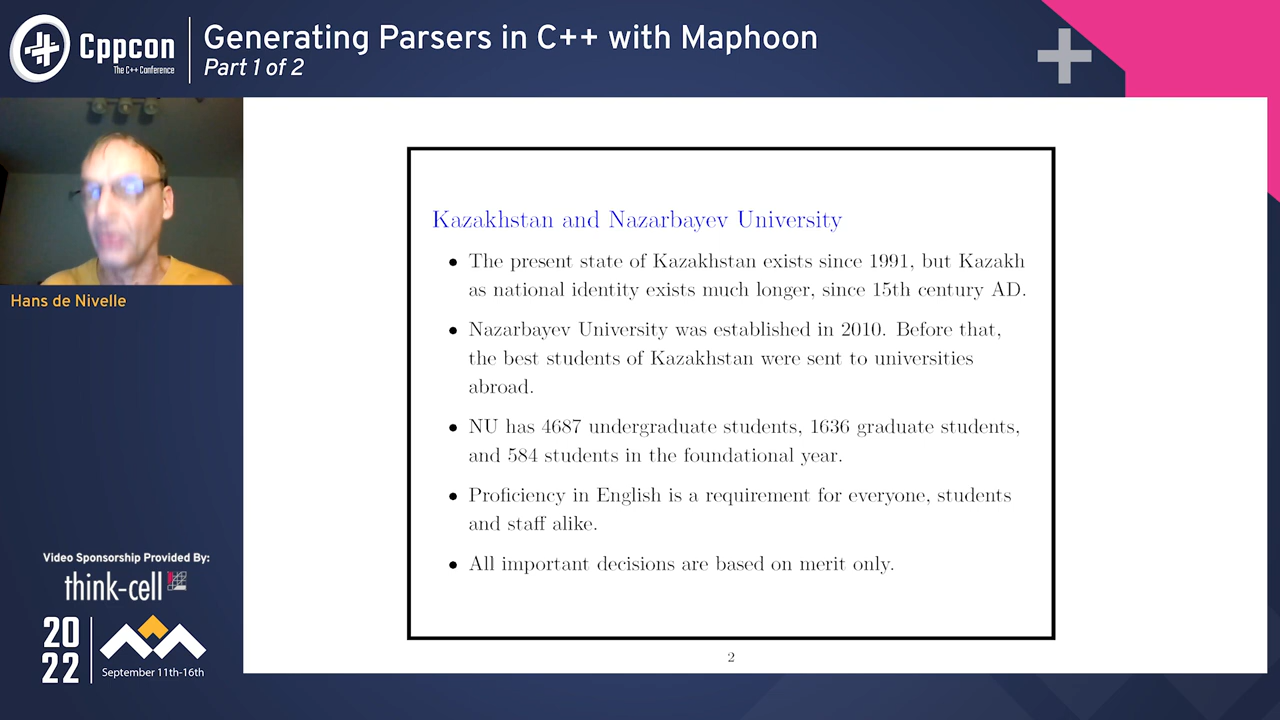 Cppcon
The C++ Conference
Generating Parsers in C++ with Maphoon
Part 1 of 2
Hans de Nivelle
Kazakhstan and Nazarbayev University
• The present state of Kazakhstan exists since 1991, but Kazakh
as national identity exists much longer, since 15th century AD.
• Nazarbayev University was established in 2010. Before that,
the best students of Kazakhstan were sent to universities
abroad.
• NU has 4687 undergraduate students, 1636 graduate students,
and 584 students in the foundational year.
• Proficiency in English is a requirement for everyone, students
and staff alike.
• All important decisions are based on merit only.
2
Video Sponsorship Provided By:
think-cell
20
22
September 11th-16th